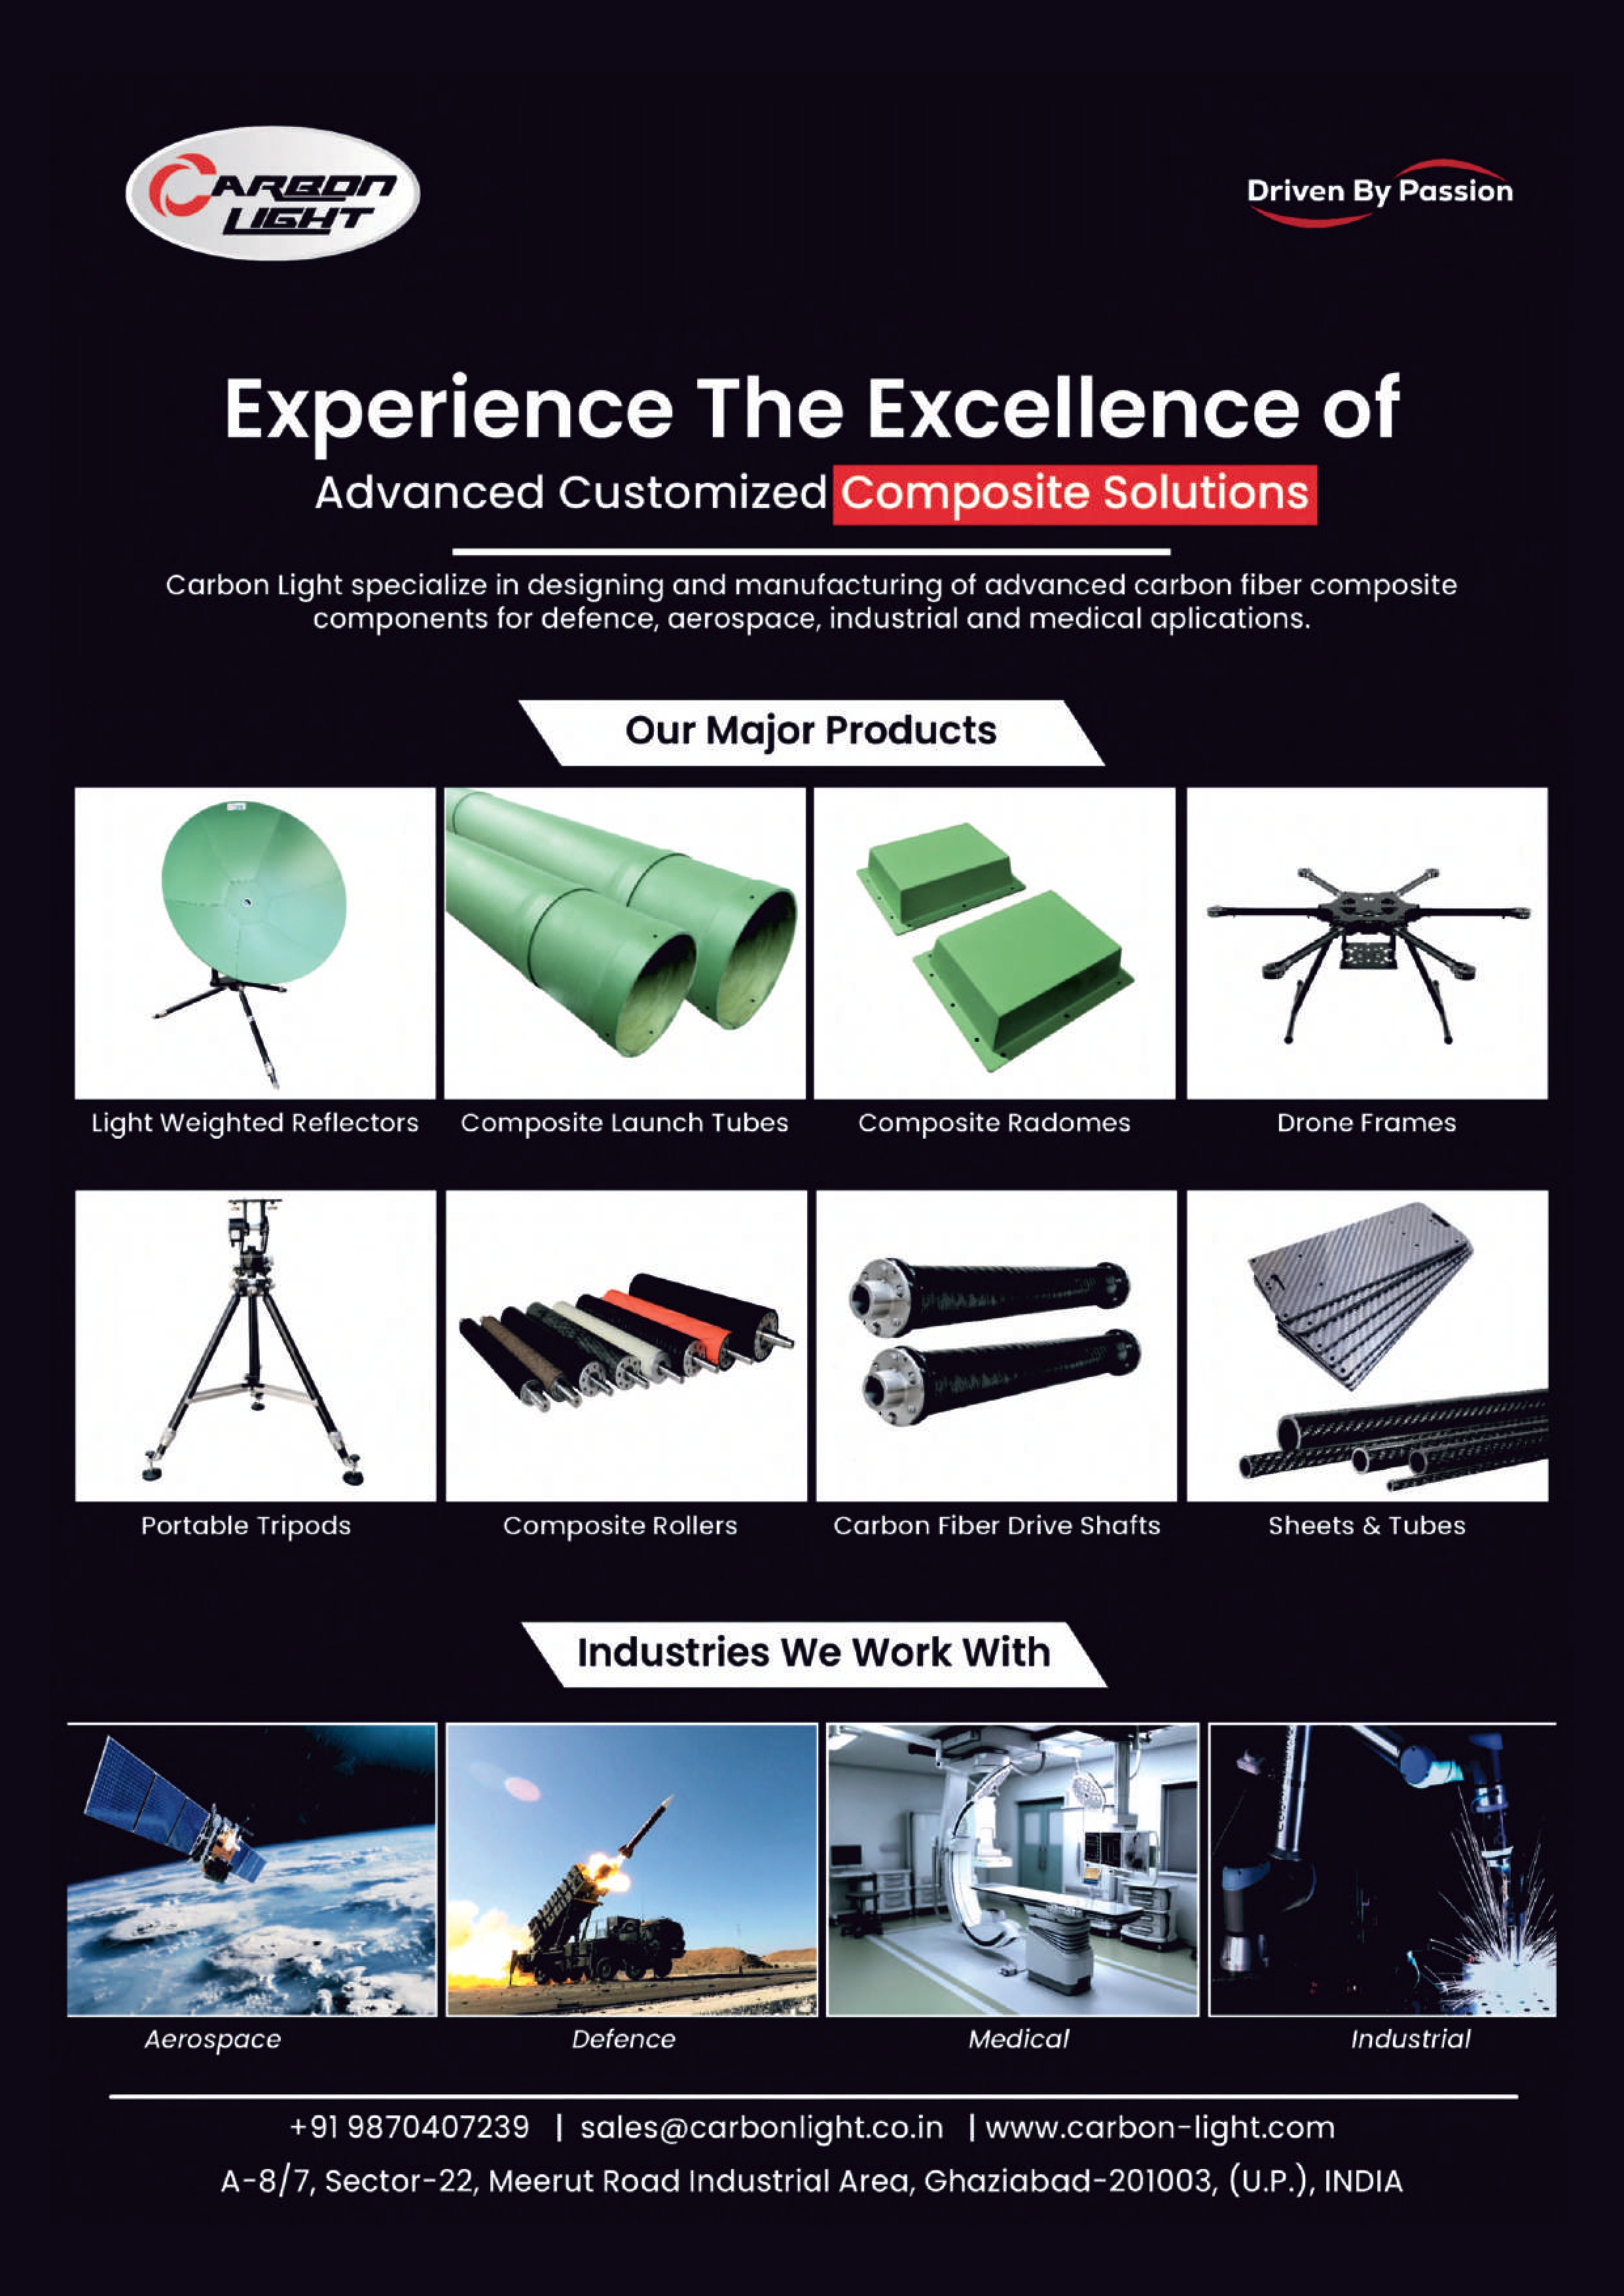 CARBON
LIGHT
Driven By Passion
Experience The Excellence of
Advanced Customized Composite Solutions
Carbon Light specialize in designing and manufacturing of advanced carbon fiber composite
components for defence, aerospace, industrial and medical aplications.
Our Major Products
Light Weighted Reflectors
Composite Launch Tubes
Composite Radomes
Drone Frames
Portable Tripods
Composite Rollers
Carbon Fiber Drive Shafts
Sheets & Tubes
Industries We Work With
Aerospace
Defence
Medical
Industrial
+91 9870407239 | sales@carbonlight.co.in | www.carbon-light.com
A-8/7, Sector-22, Meerut Road Industrial Area, Ghaziabad-201003, (U.P.), INDIA